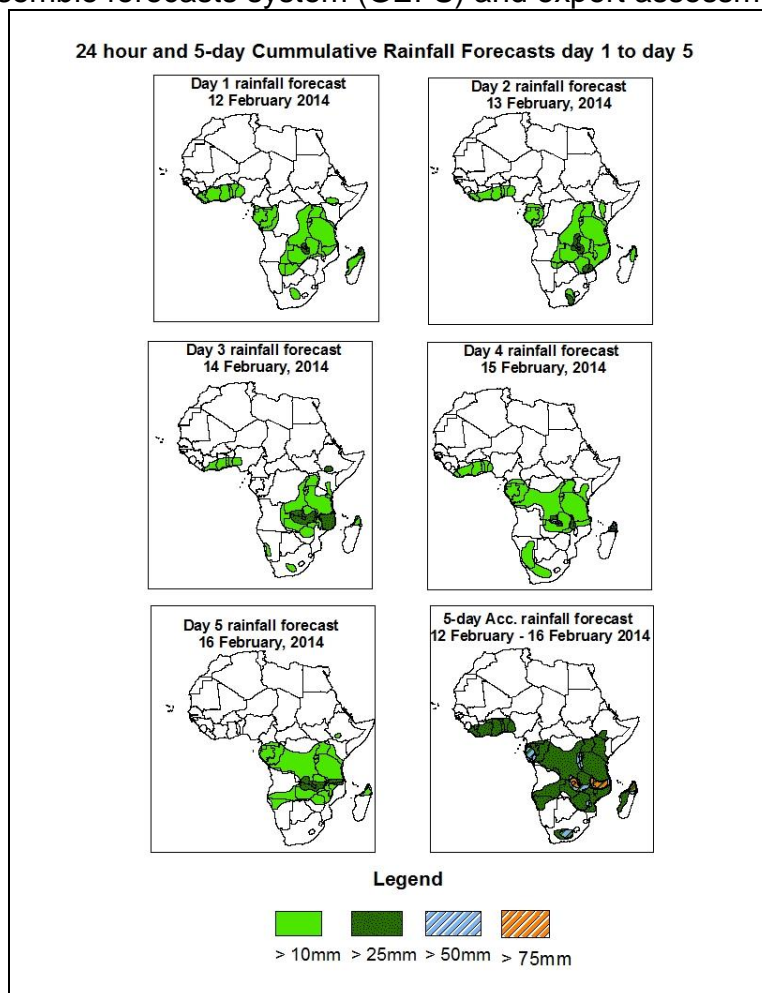 24 hour and 5-day Cummulative Rainfall Forecasts day 1 to day 5
Day 1 rainfall forecast
12 February 2014
Day 2 rainfall forecast
13 February, 2014
Day 3 rainfall forecast
14 February, 2014
Day 4 rainfall forecast
15 February, 2014
Day 5 rainfall forecast
16 February, 2014
5-day Acc. rainfall forecast
12 February - 16 February 2014
Legend
> 10mm > 25mm > 50mm > 75mm